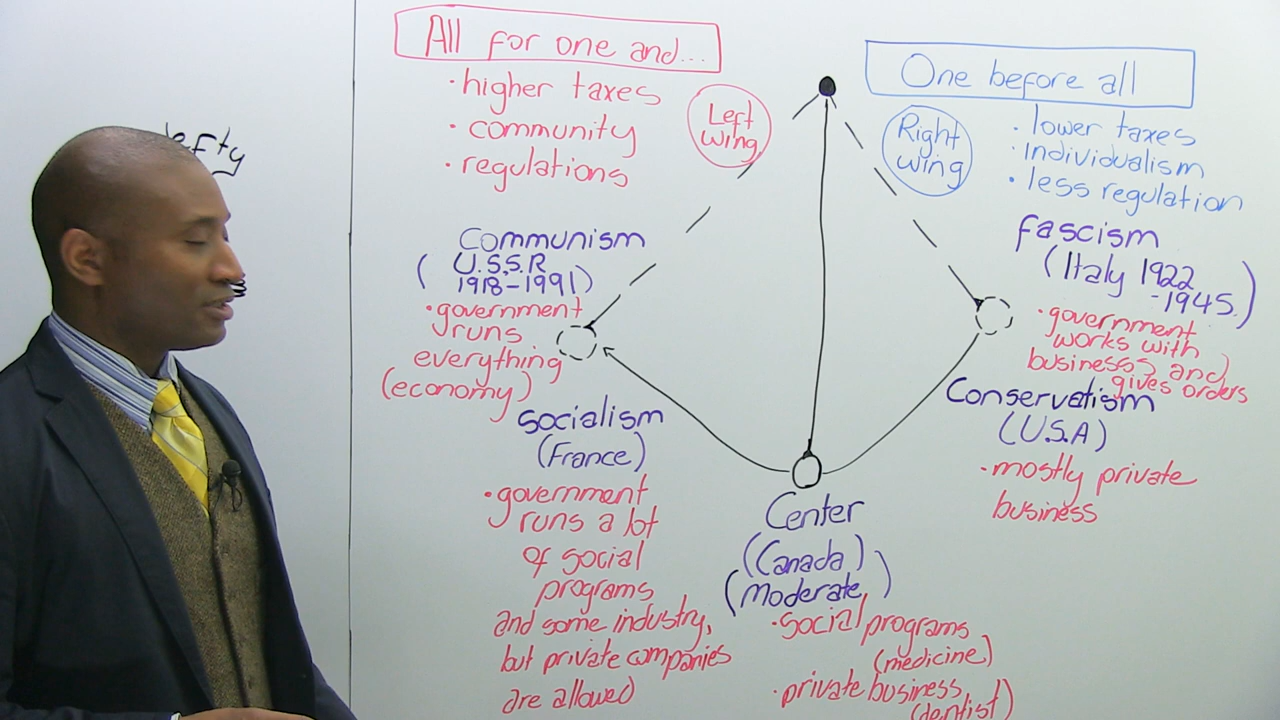 efty
All for one and...
• higher taxes
• community
• regulations
Left
wing
Communism
( U.S.S.R
1918-1991)
• government
runs
everything
(economy)
socialism
(France)
• government
runs a lot
of social
programs
and some industry,
but private companies
are allowed
Center
(Canada)
(moderate, )
• social programs
(medicine)
• private business,
(dentist)
One before all
Right
wing
• lower taxes
• individualism
• less regulation
fascism
(Italy 1922
-1945.)
• government
works with
businesses and
gives orders
Conservatism
(U.S.A)
• mostly private
business